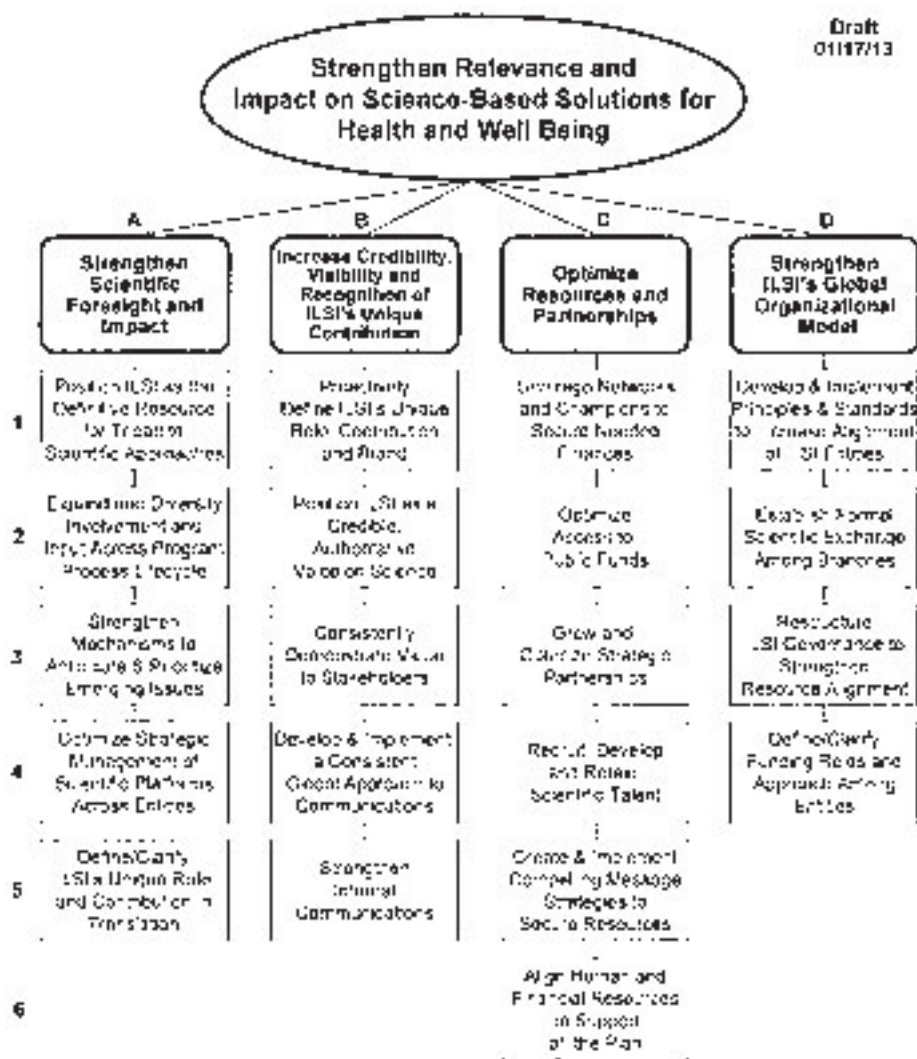 Draft
01/17/13
Strengthen Relevance and
Impact on Science-Based Solutions for
Health and Well Being
A
B
C
D
Strengthen
Scientific
Foresight and
Impact
Increase Credibility,
Visibility and
Recognition of
ILSI's Unique
Contribution
Optimize
Resources and
Partnerships
Strengthen
ILSI's Global
Organizational
Model
1
Position ILSI as the
Definitive Resource
for
Scientific Approaches
Proactively
Define ILSI's Unique
Role, Contribution
and Brand
Leverage Networks
and Champions to
Secure Needed
Finances
Develop & Implement
Principles & Standards
to Increase Alignment
of ILSI Entities
2
Expand and Diversify
Involvement and
Input Across Program
Process Lifecycle
Position ILSI as a
Credible,
Authoritative
Voice on Science
Optimize
Access to
Public Funds
Establish Formal
Scientific Exchange
Among Branches
3
Strengthen
Mechanisms to
Anticipate & Prioritize
Emerging Issues
Consistently
Demonstrate Value
to Stakeholders
Grow and
Strategic
Partnerships
Restructure
ILSI Governance to
Strengthen
Resource Alignment
4
Optimize Strategic
Management of
Scientific Platforms
Across Entities
Develop & Implement
a Consistent
Global Approach to
Communications
Recruit, Develop
and Retain
Scientific Talent
Define/Clarify
Funding Roles and
Approach Among
Entities
5
Define/Clarify
ILSI's Unique Role
and Contribution in
Translation
Strengthen
Internal
Communications
Create & Implement
Compelling Message
Strategies to
Secure Resources
6
Align Human and
Financial Resources
in Support
of the Plan